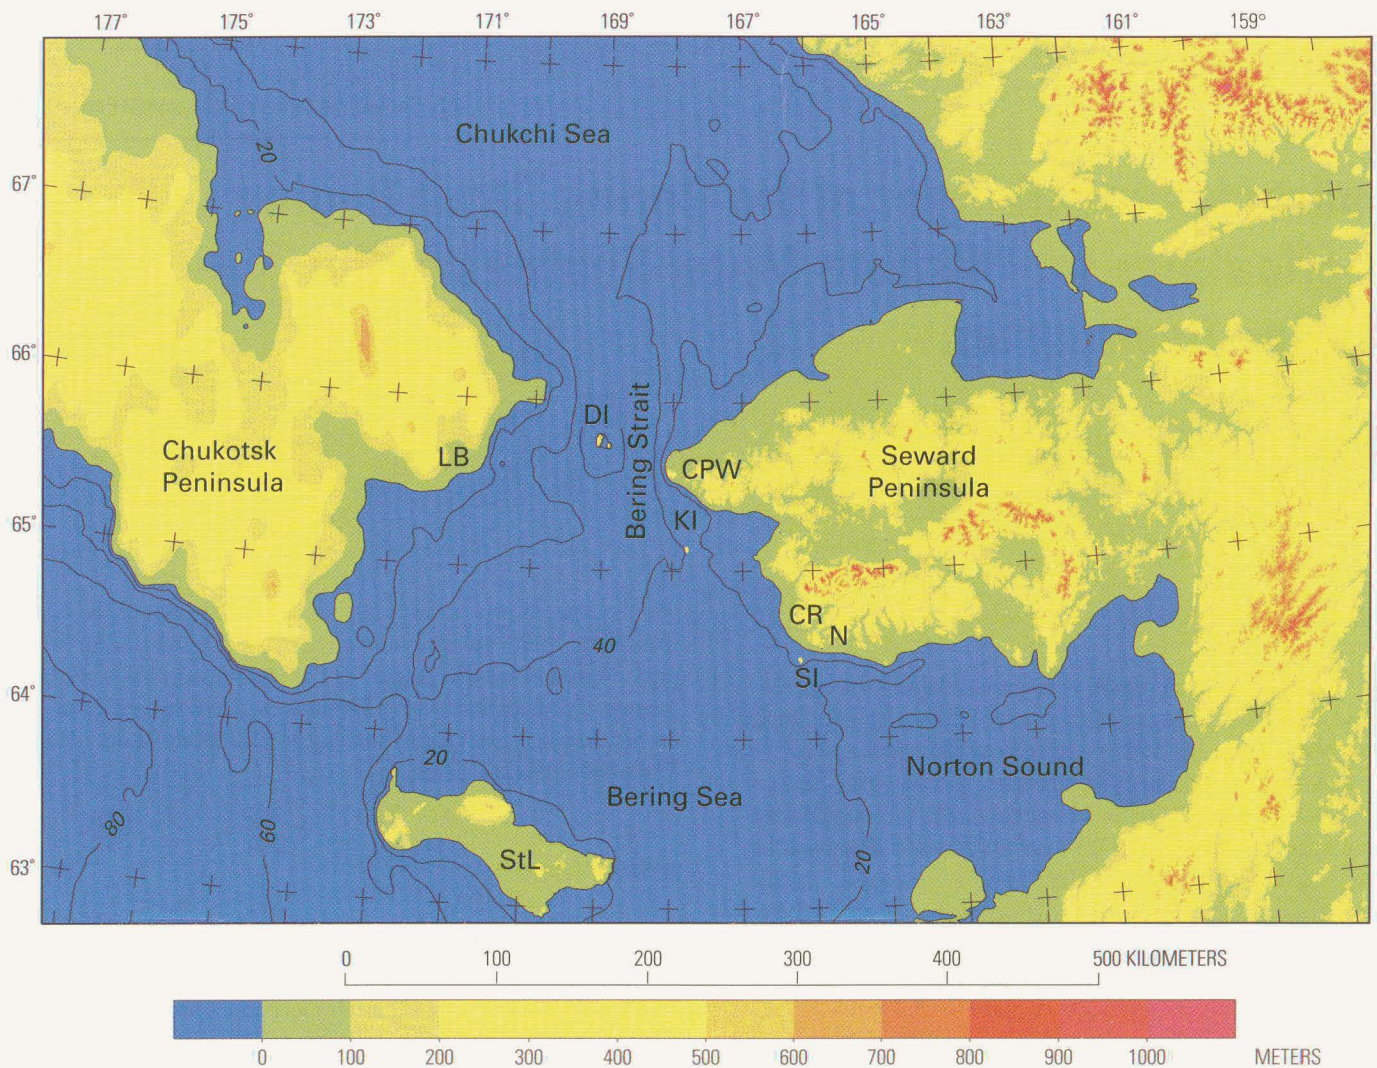 177° 175° 173° 171° 169° 167° 165° 163° 161° 159°
Chukchi Sea
20
67°
66°
DI
Bering Strait
Chukotsk
Peninsula
LB
CPW
Seward
Peninsula
KI
65°
CR
N
40
SI
64°
20
Norton Sound
Bering Sea
80
60
StL
20
63°
0 100 200 300 400 500 KILOMETERS
0 100 200 300 400 500 600 700 800 900 1000 METERS